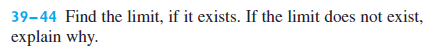 39–44 Find the limit, if it exists. If the limit does not exist,
explain why.